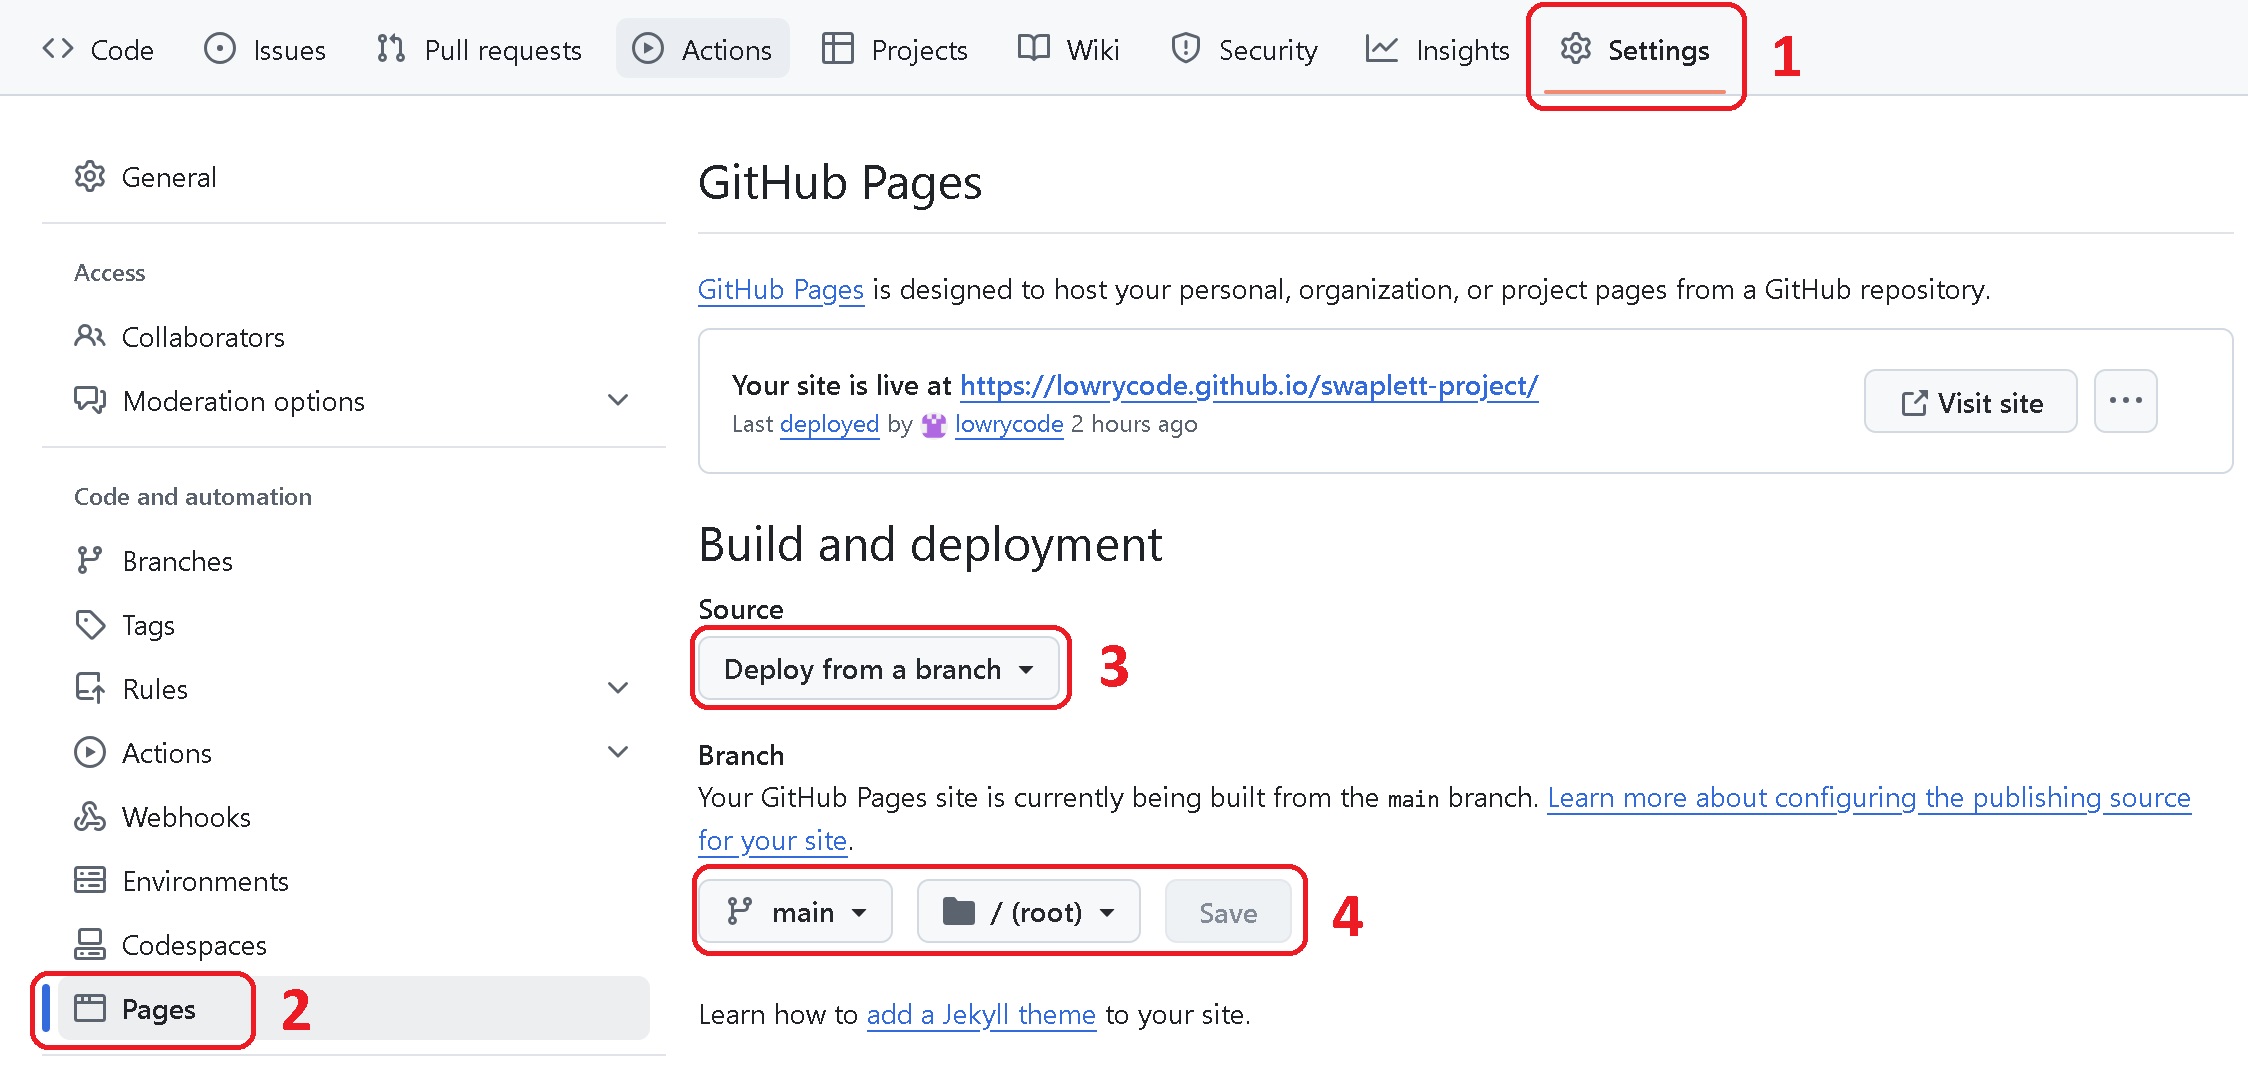 Code Issues Pull requests Actions Projects Wiki Security Insights Settings 1
General
Access
Collaborators
Moderation options
Code and automation
Branches
Tags
Rules
Actions
Webhooks
Environments
Codespaces
Pages 2
GitHub Pages
GitHub Pages is designed to host your personal, organization, or project pages from a GitHub repository.
Your site is live at https://lowrycode.github.io/swaplett-project/
Last deployed by lowrycode 2 hours ago
Visit site ...
Build and deployment
Source
Deploy from a branch 3
Branch
Your GitHub Pages site is currently being built from the main branch. Learn more about configuring the publishing source
for your site.
main / (root) Save 4
Learn how to add a Jekyll theme to your site.